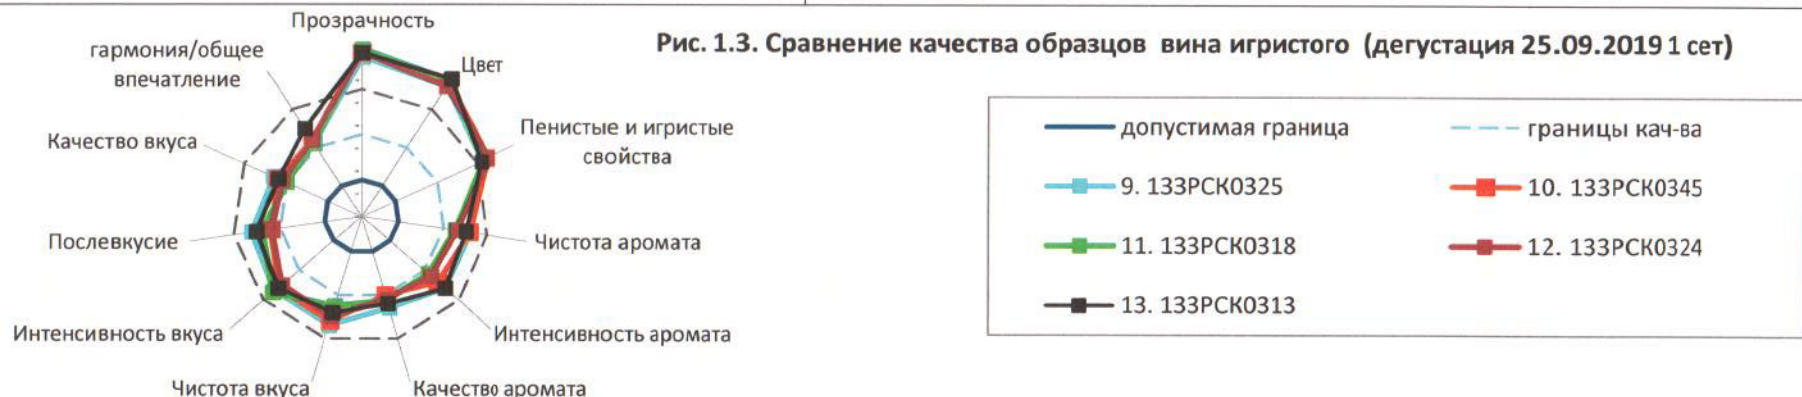 Рис. 1.3. Сравнение качества образцов вина игристого (дегустация 25.09.2019 1 сет)
Прозрачность
Цвет
Пенистые и игристые
свойства
Чистота аромата
Интенсивность аромата
Качество аромата
Чистота вкуса
Интенсивность вкуса
Послевкусие
Качество вкуса
гармония/общее
впечатление
допустимая граница
границы кач-ва
9. 133РСК0325
10. 133РСК0345
11. 133РСК0318
12. 133РСК0324
13. 133РСК0313